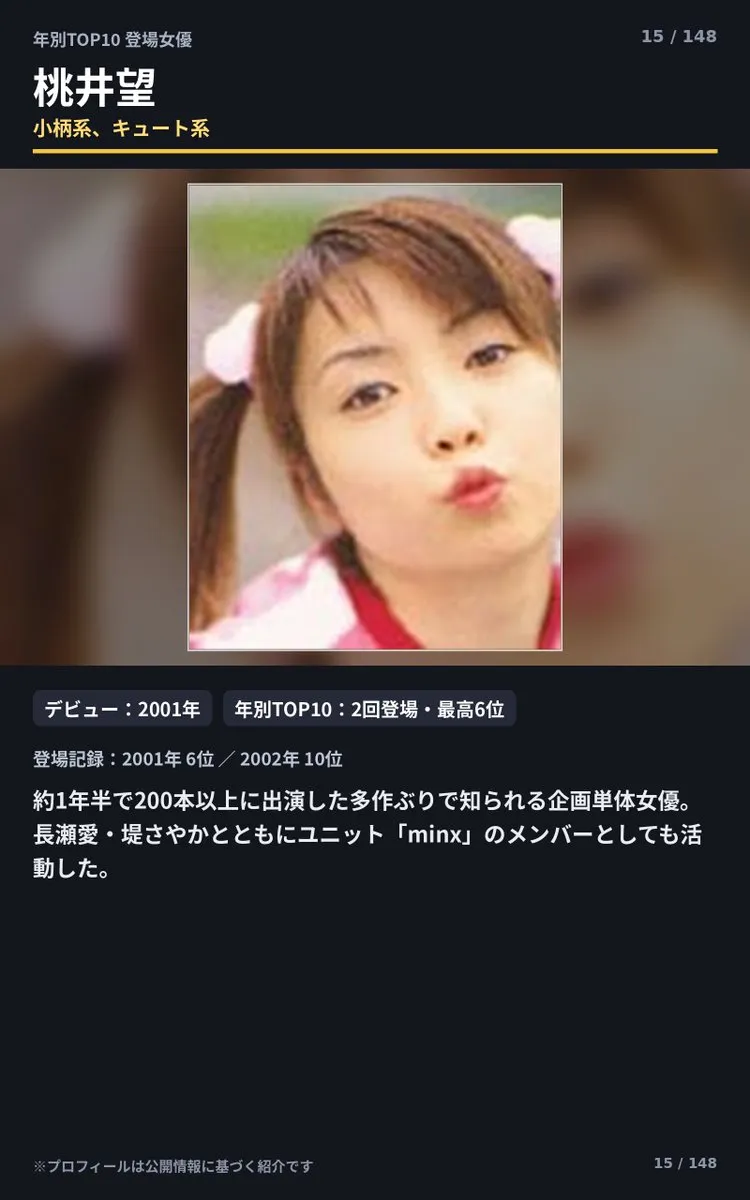 年別TOP10 登場女優
15 / 148
桃井望
小柄系、キュート系
デビュー：2001年
年別TOP10：2回登場・最高6位
登場記録：2001年 6位 ／ 2002年 10位
約1年半で200本以上に出演した多作ぶりで知られる企画単体女優。
長瀬愛・堤さやかとともにユニット「minx」のメンバーとしても活
動した。
※プロフィールは公開情報に基づく紹介です
15 / 148